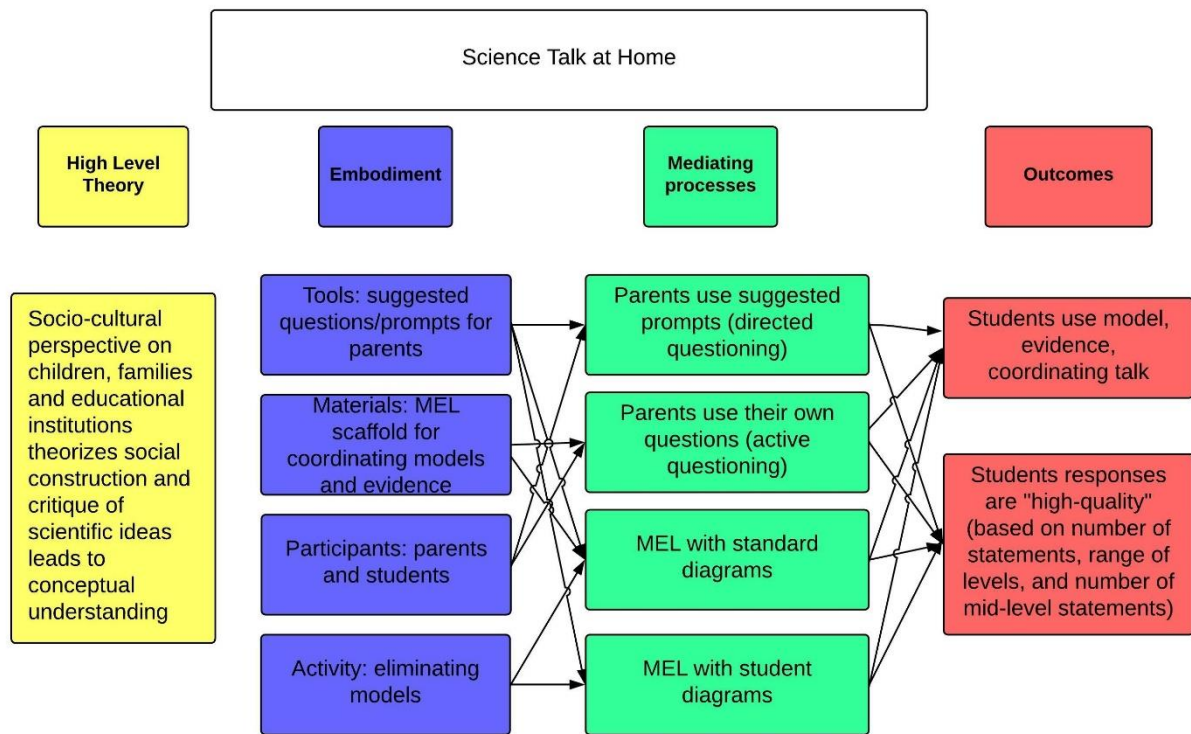 Science Talk at Home
High Level
Theory
Embodiment
Mediating
processes
Outcomes
Socio-cultural
perspective on
children, families
and educational
institutions
theorizes social
construction and
critique of
scientific ideas
leads to
conceptual
understanding
Tools: suggested
questions/prompts for
parents
Materials: MEL
scaffold for
coordinating models
and evidence
Participants: parents
and students
Activity: eliminating
models
Parents use suggested
prompts (directed
questioning)
Parents use their own
questions (active
questioning)
MEL with standard
diagrams
MEL with student
diagrams
Students use model,
evidence,
coordinating talk
Students responses
are "high-quality"
(based on number of
statements, range of
levels, and number of
mid-level statements)